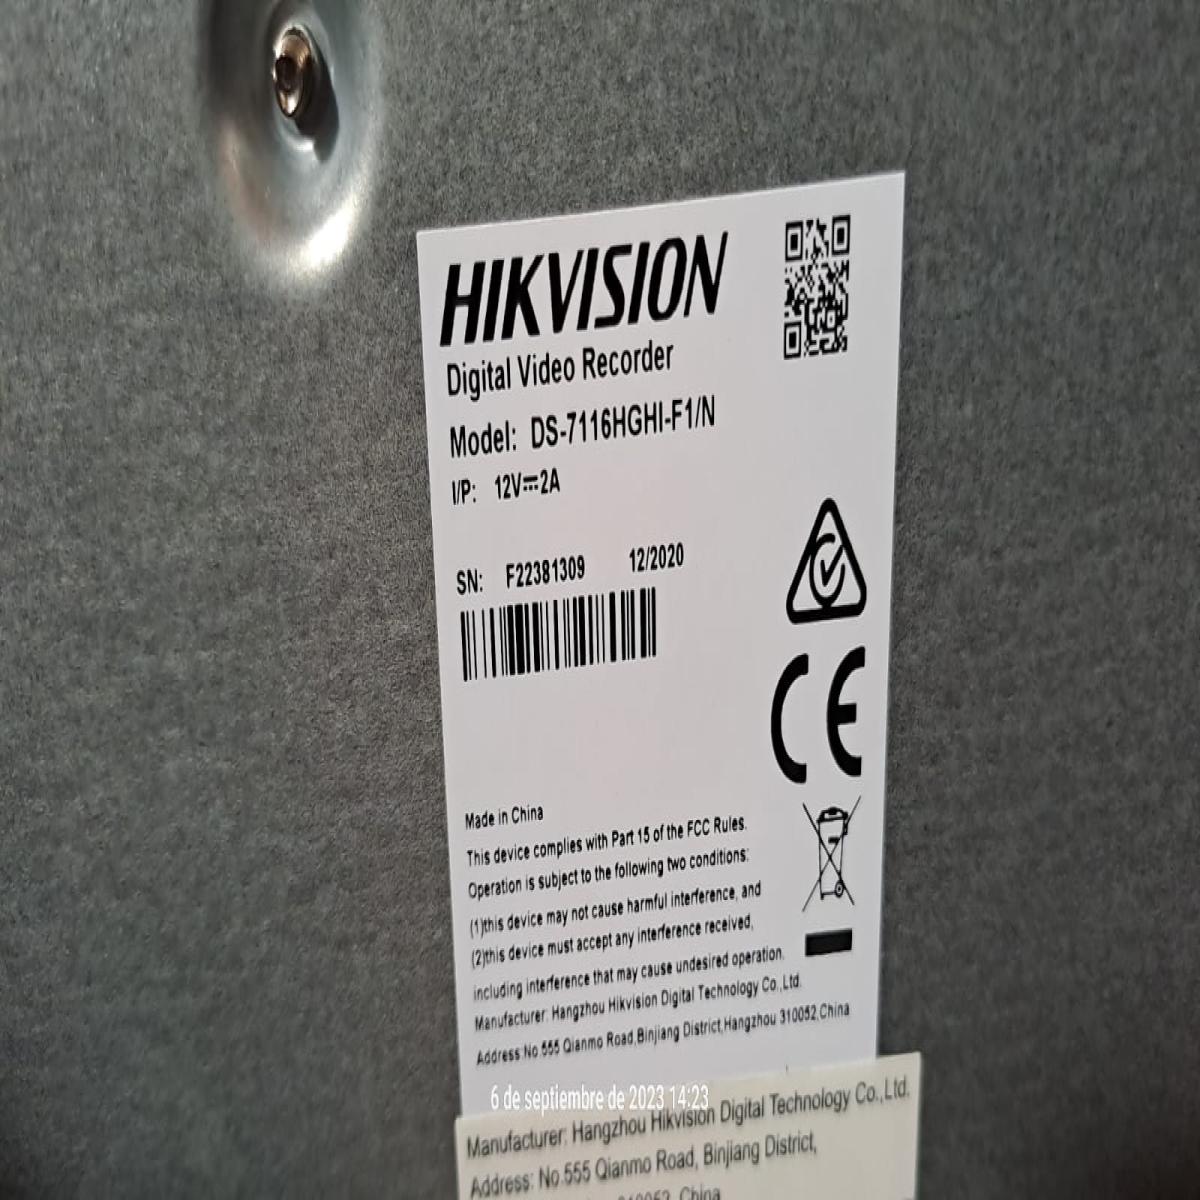 HIKVISION
Digital Video Recorder
Model: DS-7116HGHI-F1/N
I/P: 12V⎓2A
SN: F22381309 12/2020
CE
Made in China
This device complies with Part 15 of the FCC Rules.
Operation is subject to the following two conditions:
(1)this device may not cause harmful interference, and
(2)this device must accept any interference received,
including interference that may cause undesired operation.
Manufacturer: Hangzhou Hikvision Digital Technology Co.,Ltd.
Address:No.555 Qianmo Road,Binjiang District,Hangzhou 310052,China
6 de septiembre de 2023 14:23
Manufacturer: Hangzhou Hikvision Digital Technology Co.,Ltd.
Address: No.555 Qianmo Road, Binjiang District,
310052, China